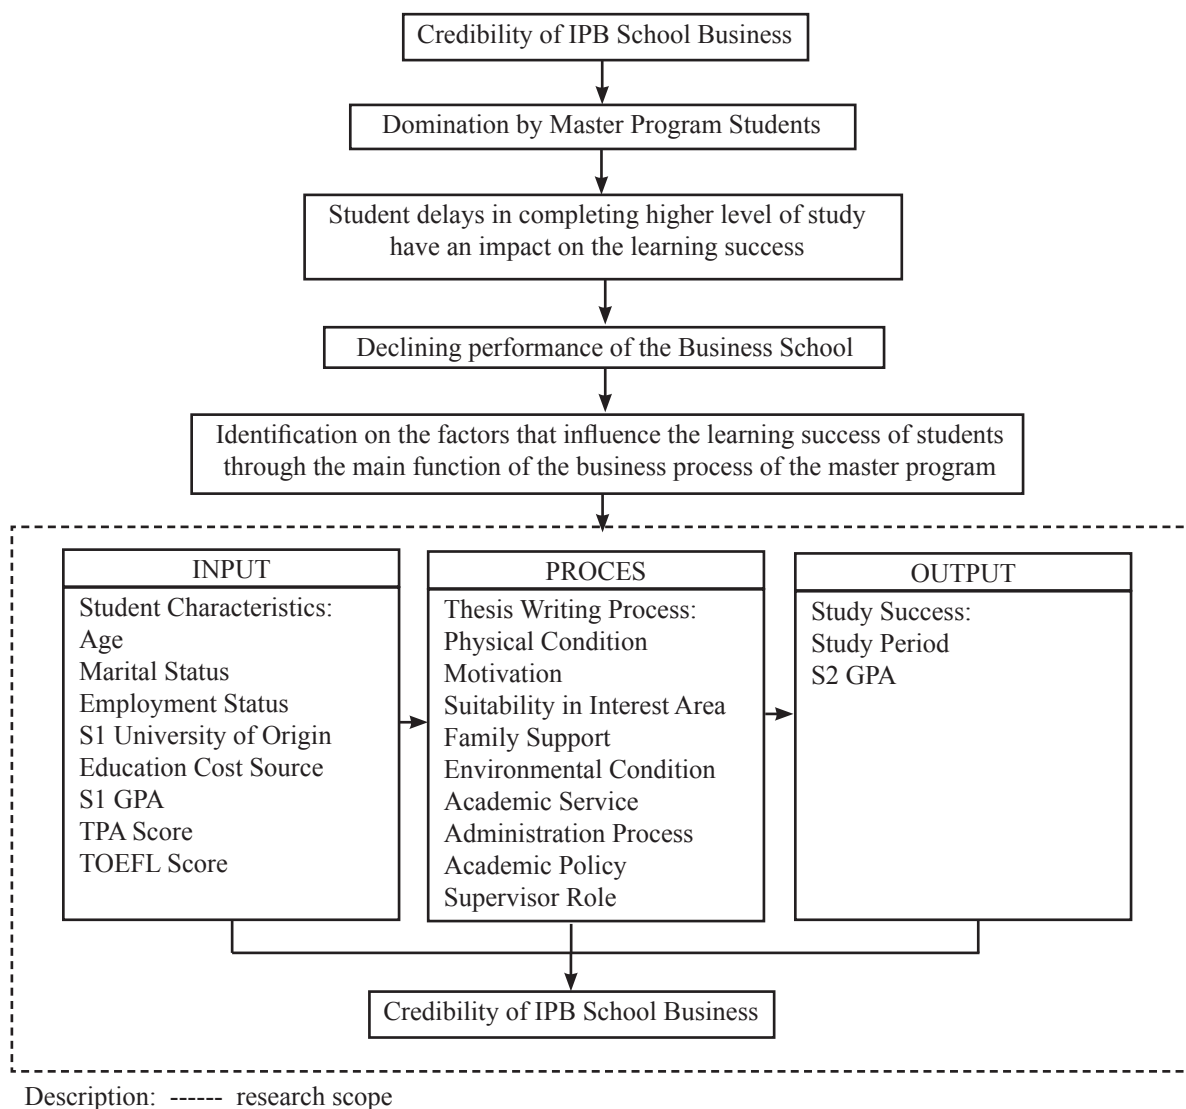 Credibility of IPB School Business
Domination by Master Program Students
Student delays in completing higher level of study
have an impact on the learning success
Declining performance of the Business School
Identification on the factors that influence the learning success of students
through the main function of the business process of the master program
INPUT
Student Characteristics:
Age
Marital Status
Employment Status
S1 University of Origin
Education Cost Source
S1 GPA
TPA Score
TOEFL Score
PROCES
Thesis Writing Process:
Physical Condition
Motivation
Suitability in Interest Area
Family Support
Environmental Condition
Academic Service
Administration Process
Academic Policy
Supervisor Role
OUTPUT
Study Success:
Study Period
S2 GPA
Credibility of IPB School Business
Description: ------ research scope